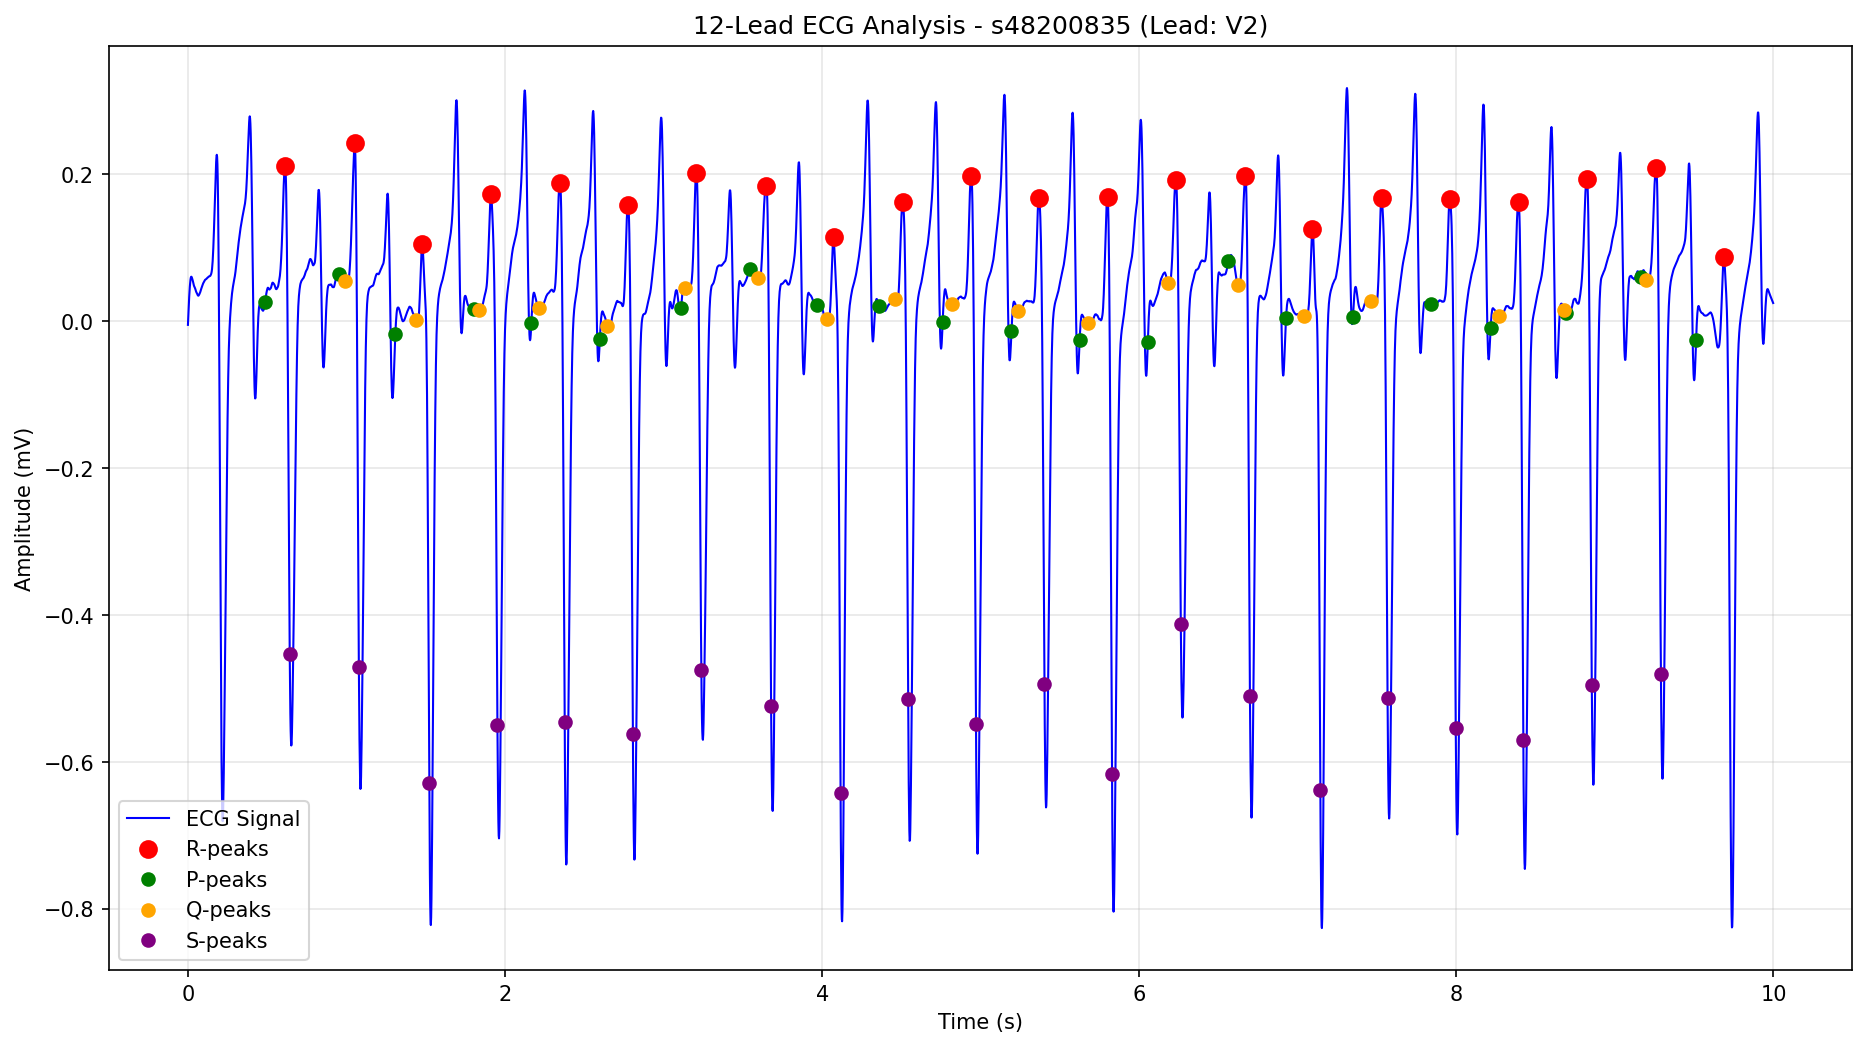 12-Lead ECG Analysis - s48200835 (Lead: V2)
Amplitude (mV)
0.2
0.0
−0.2
−0.4
−0.6
−0.8
ECG Signal
R-peaks
P-peaks
Q-peaks
S-peaks
0 2 4 6 8 10
Time (s)